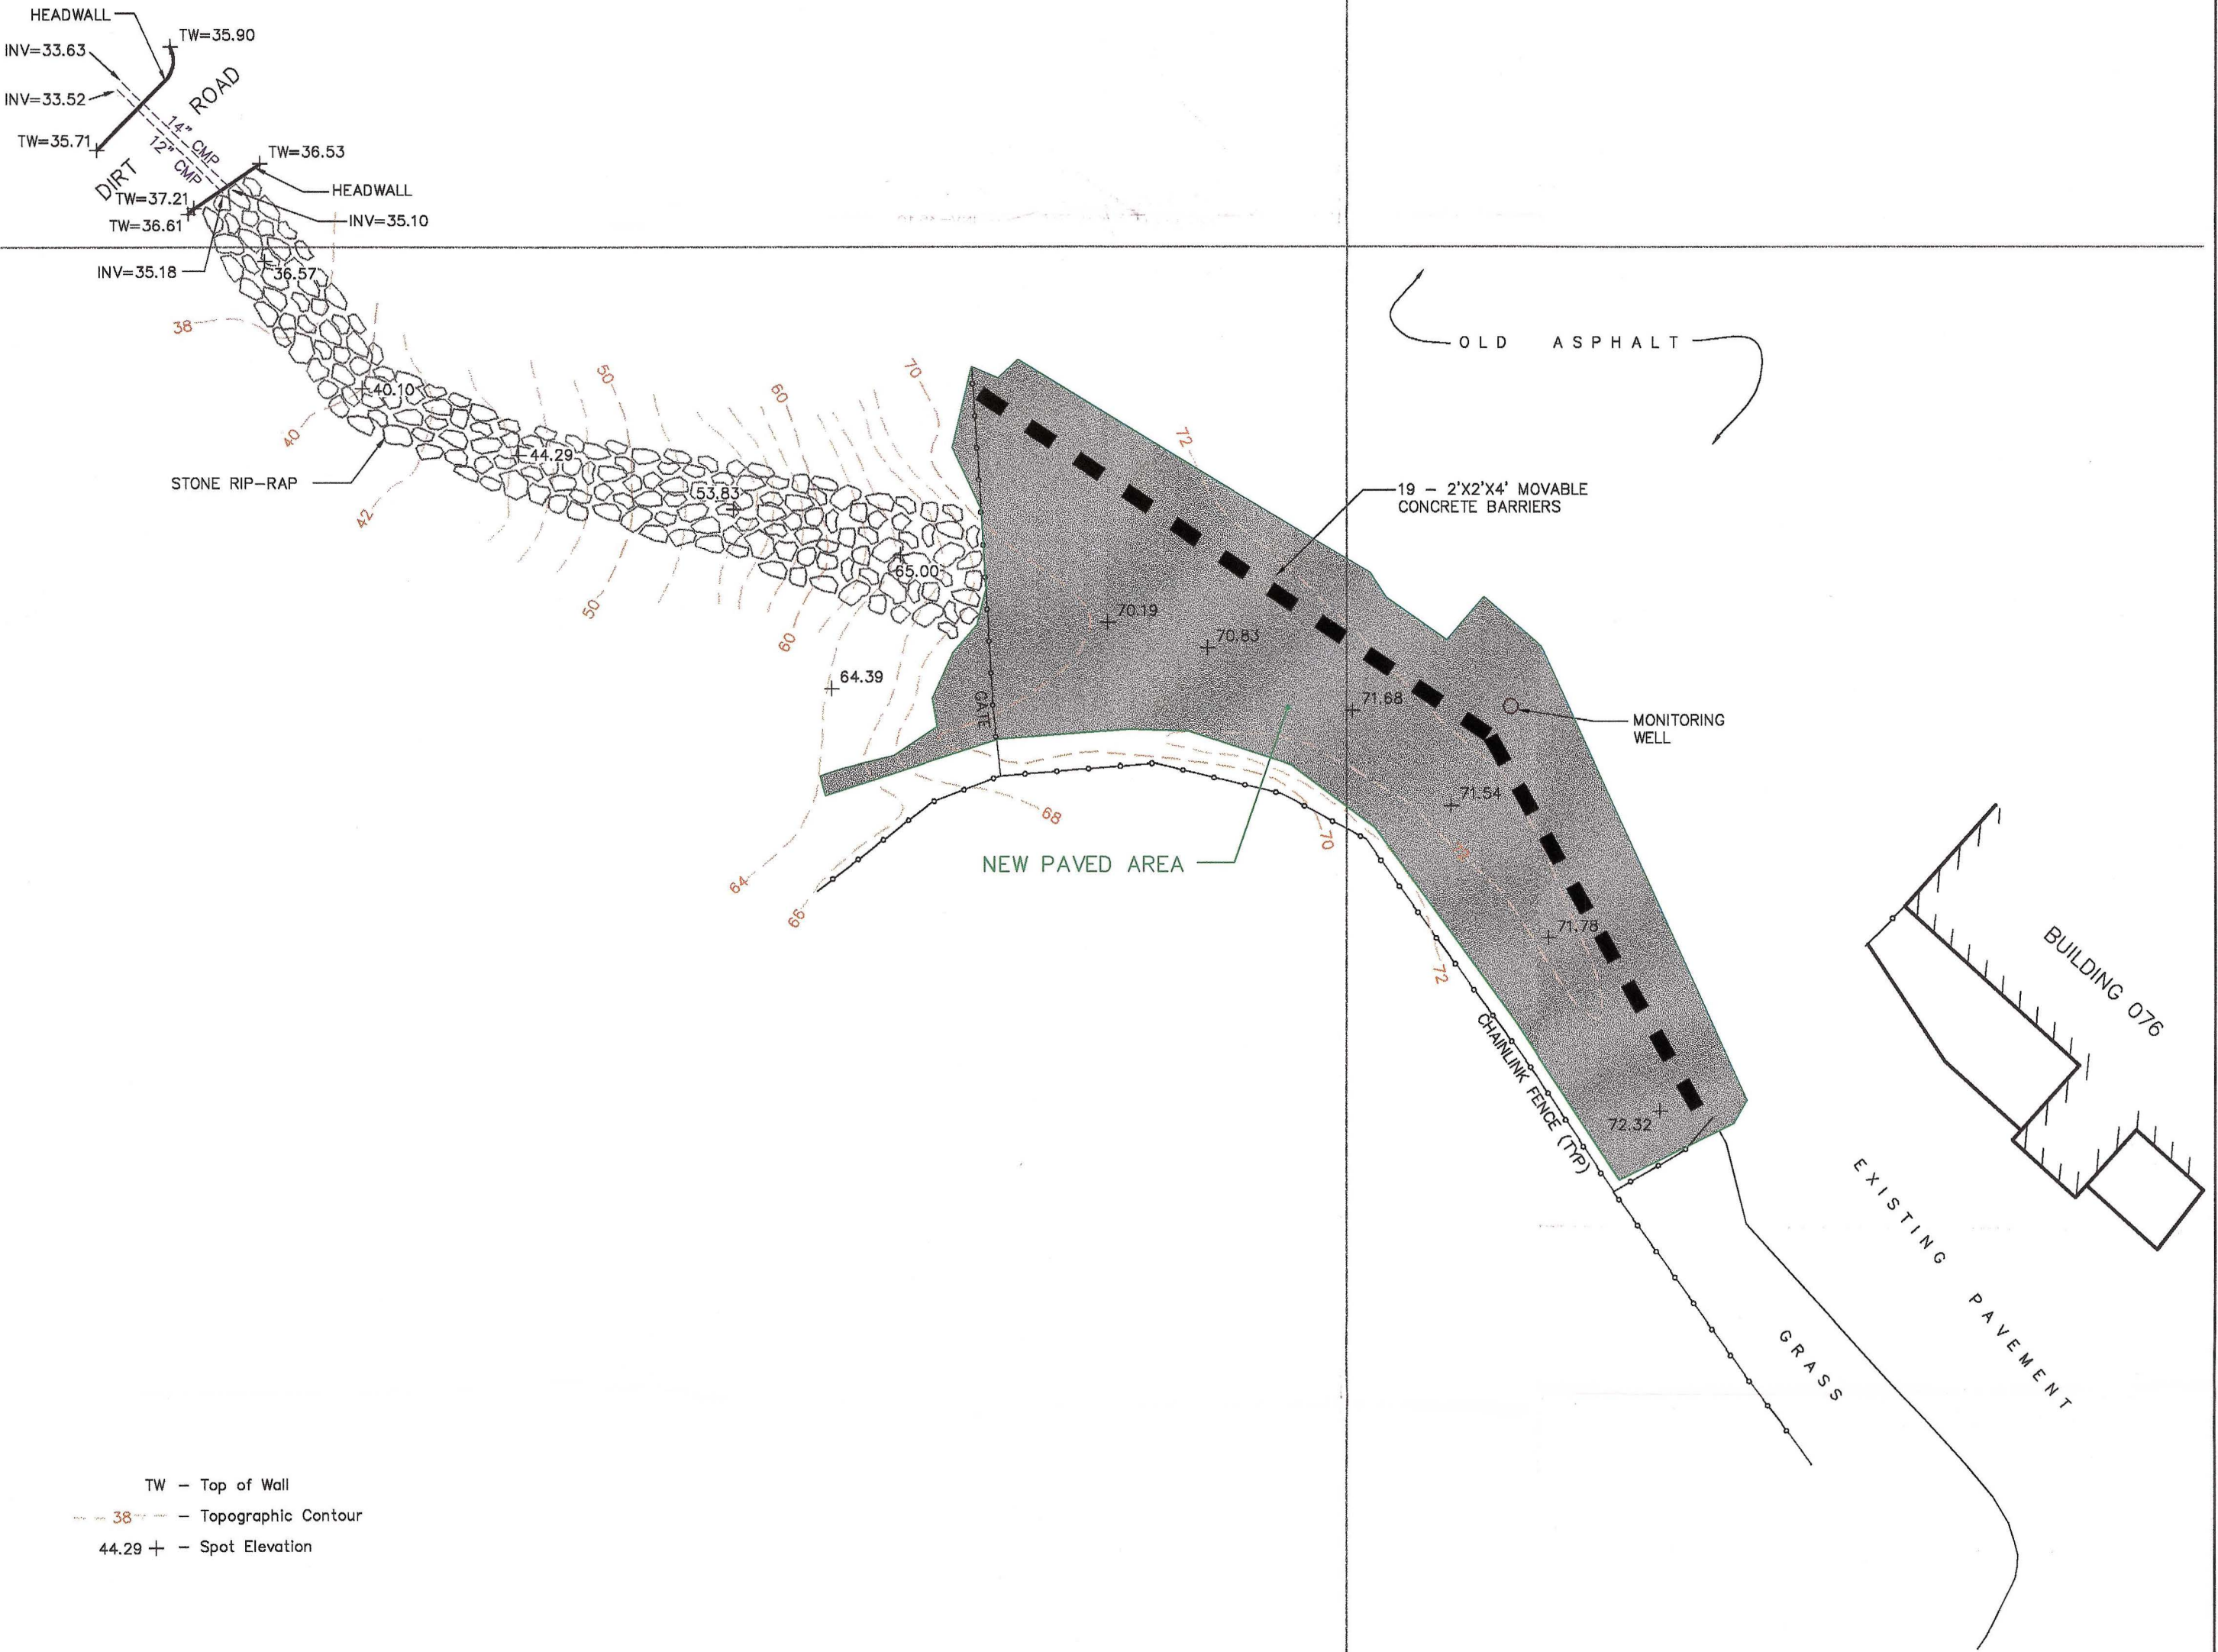 HEADWALL
TW=35.90
INV=33.63
INV=33.52
TW=35.71
DIRT ROAD
14" CMP
12" CMP
TW=36.53
HEADWALL
TW=37.21
TW=36.61
INV=35.10
INV=35.18
36.57
38
40.10
40
STONE RIP-RAP
42
44.29
50
53.83
50
60
60
70
65.00
64.39
72
OLD ASPHALT
19 - 2'X2'X4' MOVABLE
CONCRETE BARRIERS
70.19
70.83
71.68
GATE
MONITORING
WELL
71.54
68
70
NEW PAVED AREA
64
66
71.78
72
CHAINLINK FENCE (TYP)
72.32
BUILDING 076
EXISTING PAVEMENT
GRASS
TW - Top of Wall
38 - Topographic Contour
44.29 + - Spot Elevation